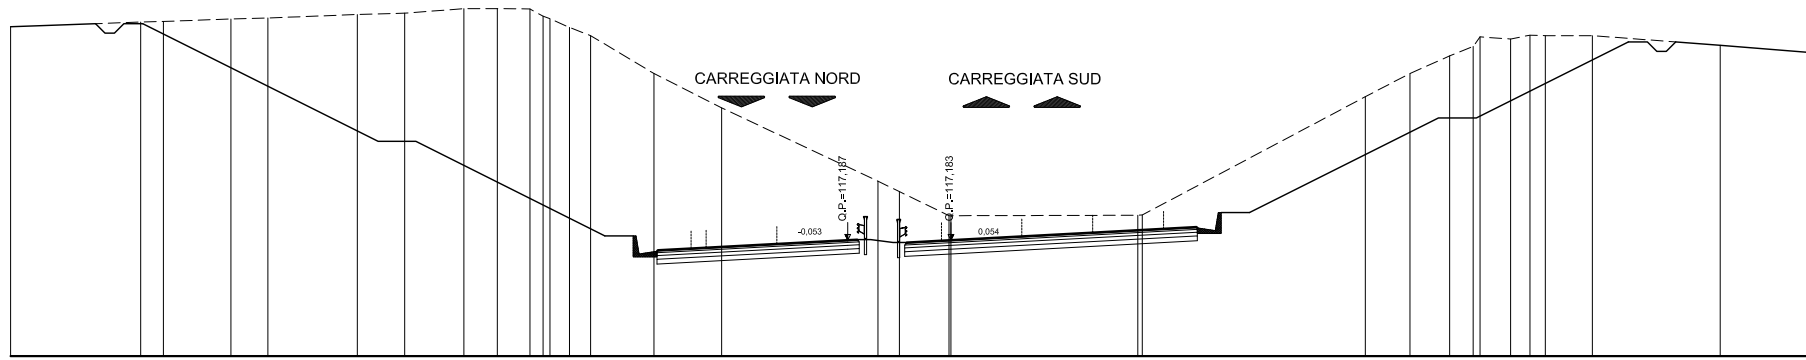 CARREGGIATA NORD
CARREGGIATA SUD
Q.P.=117,187
Q.P.=117,183
-0,053
0,054